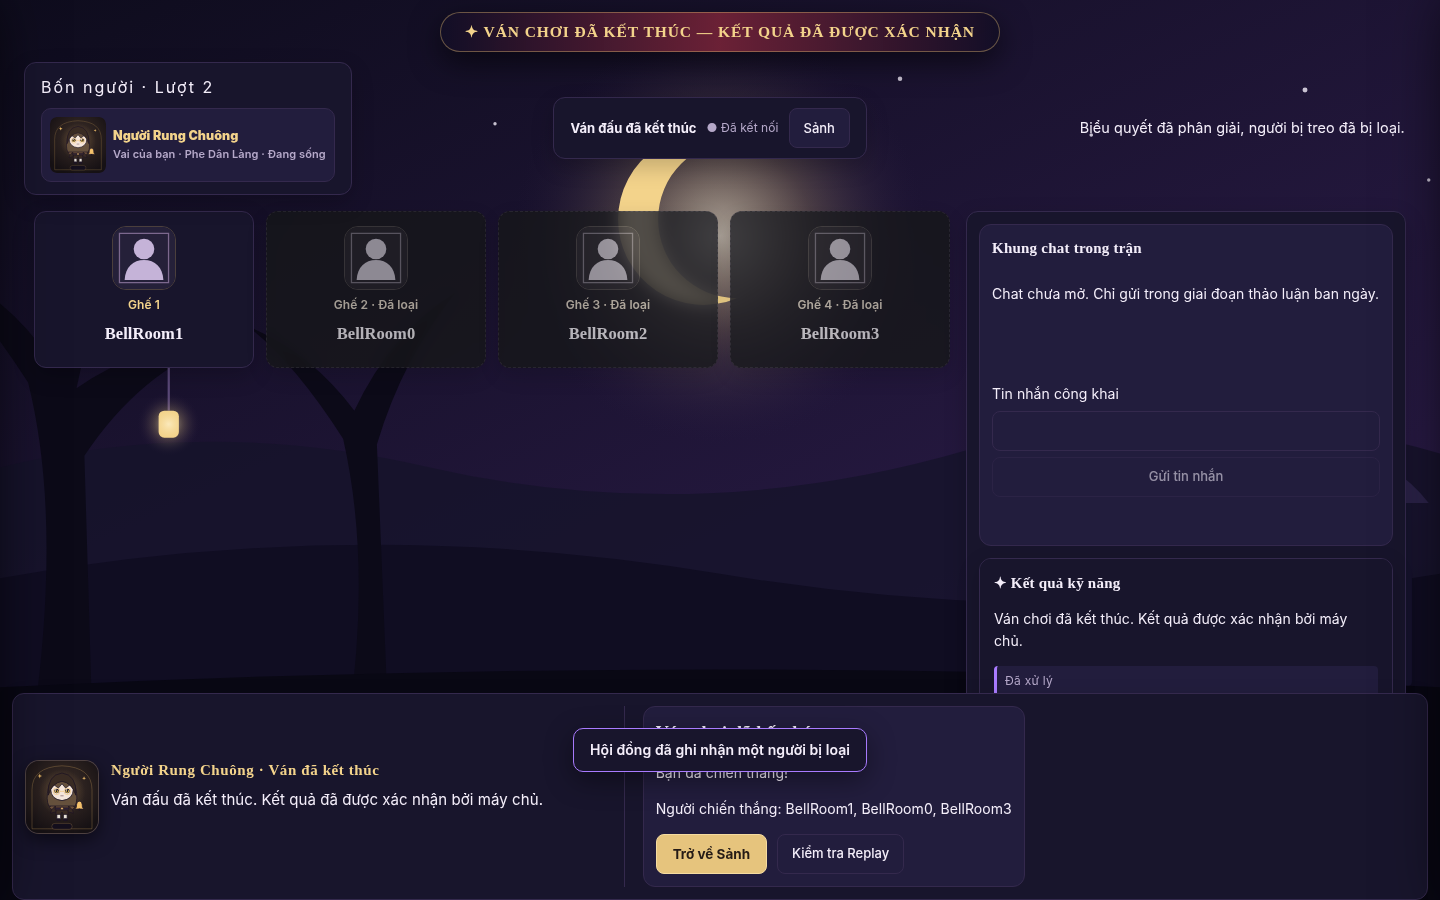 ✦ VÁN CHƠI ĐÃ KẾT THÚC — KẾT QUẢ ĐÃ ĐƯỢC XÁC NHẬN
Bốn người · Lượt 2
Người Rung Chuông
Vai của bạn · Phe Dân Làng · Đang sống
Ván đấu đã kết thúc
Đã kết nối
Sảnh
Biểu quyết đã phân giải, người bị treo đã bị loại.
Ghế 1
BellRoom1
Ghế 2 · Đã loại
BellRoom0
Ghế 3 · Đã loại
BellRoom2
Ghế 4 · Đã loại
BellRoom3
Khung chat trong trận
Chat chưa mở. Chỉ gửi trong giai đoạn thảo luận ban ngày.
Tin nhắn công khai
Gửi tin nhắn
✦ Kết quả kỹ năng
Ván chơi đã kết thúc. Kết quả được xác nhận bởi máy
chủ.
Đã xử lý
Người Rung Chuông · Ván đã kết thúc
Ván đấu đã kết thúc. Kết quả đã được xác nhận bởi máy chủ.
Hội đồng đã ghi nhận một người bị loại
Bạn đã chiến thắng!
Người chiến thắng: BellRoom1, BellRoom0, BellRoom3
Trở về Sảnh
Kiểm tra Replay